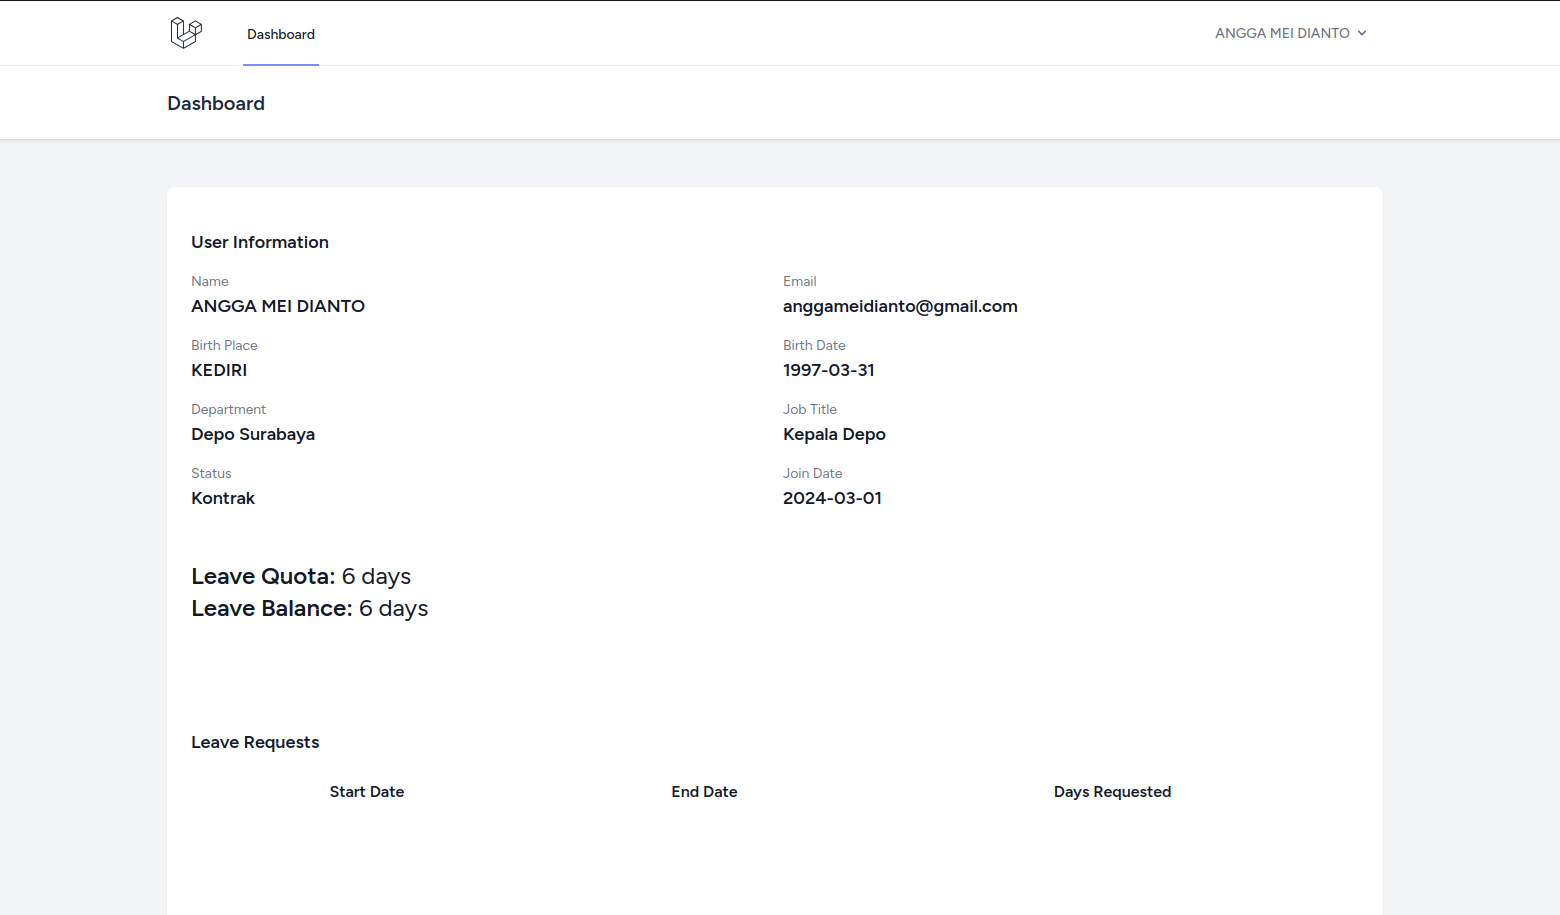 Dashboard
ANGGA MEI DIANTO
Dashboard
User Information
Name
Email
ANGGA MEI DIANTO
anggameidianto@gmail.com
Birth Place
Birth Date
KEDIRI
1997-03-31
Department
Job Title
Depo Surabaya
Kepala Depo
Status
Join Date
Kontrak
2024-03-01
Leave Quota: 6 days
Leave Balance: 6 days
Leave Requests
Start Date
End Date
Days Requested